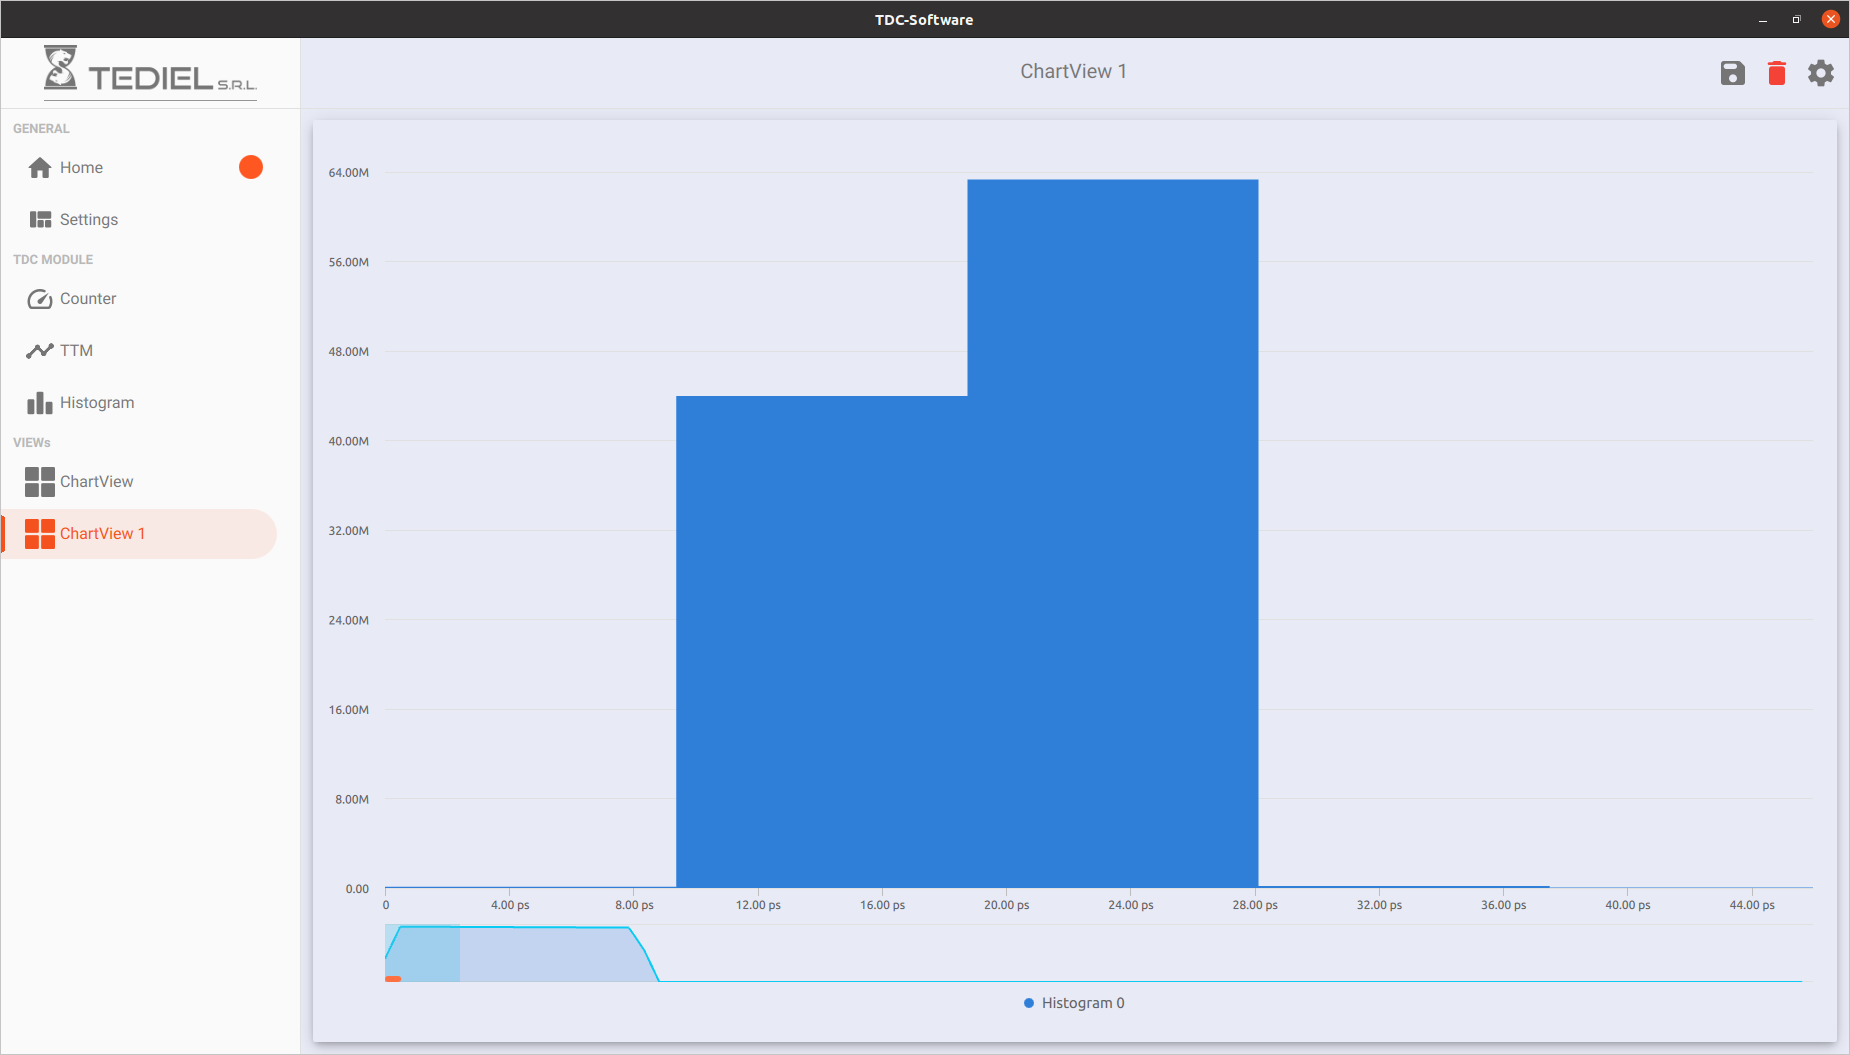 TDC-Software
TEDIEL S.R.L.
ChartView 1
GENERAL
Home
Settings
TDC MODULE
Counter
TTM
Histogram
VIEWs
ChartView
ChartView 1
64.00M
56.00M
48.00M
40.00M
32.00M
24.00M
16.00M
8.00M
0.00
0 4.00 ps 8.00 ps 12.00 ps 16.00 ps 20.00 ps 24.00 ps 28.00 ps 32.00 ps 36.00 ps 40.00 ps 44.00 ps
Histogram 0